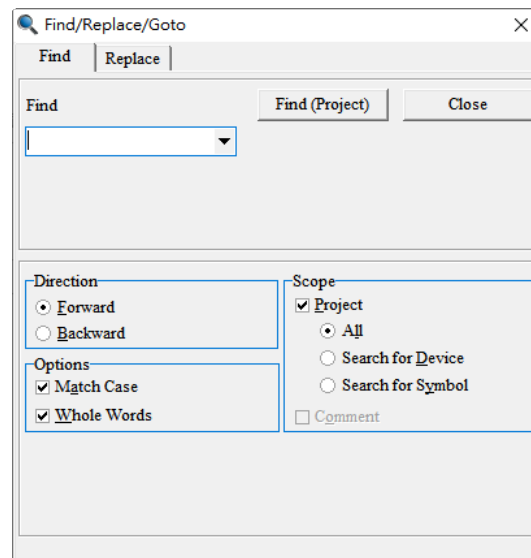 Find/Replace/Goto
Find Replace
Find Find (Project) Close
Direction
Forward
Backward
Options
Match Case
Whole Words
Scope
Project
All
Search for Device
Search for Symbol
Comment